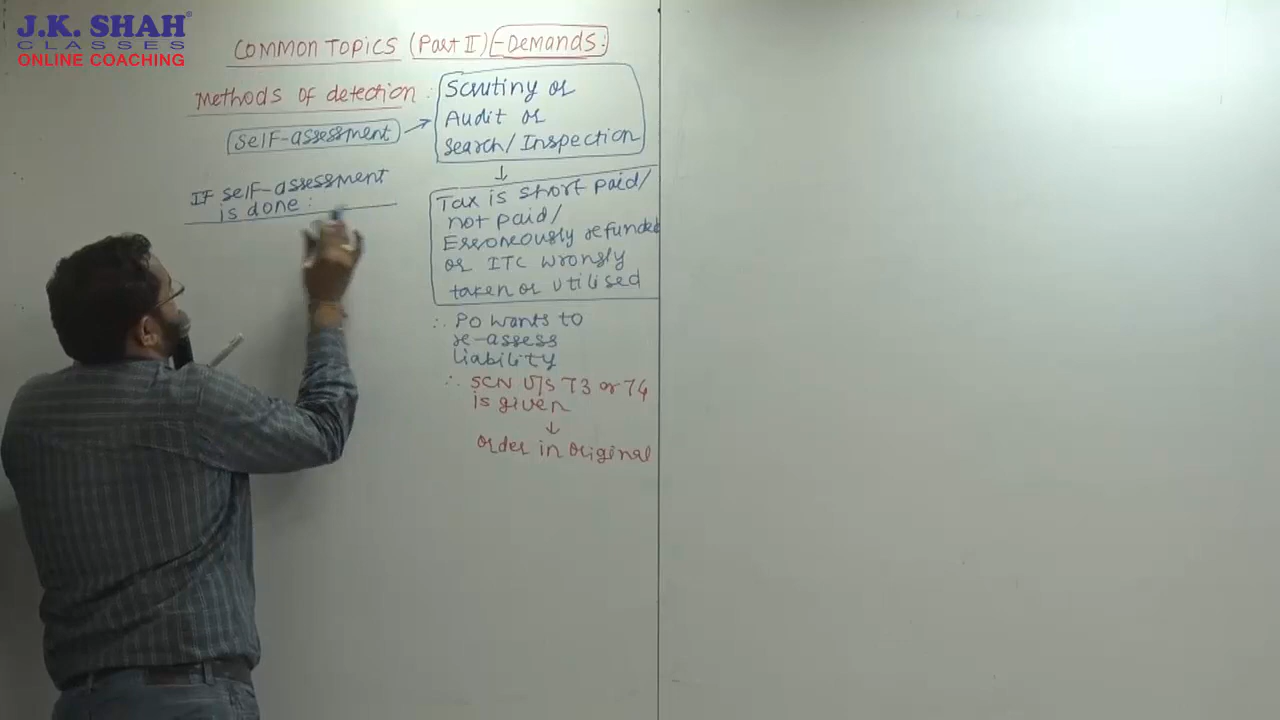 J.K. SHAH®
CLASSES
ONLINE COACHING
COMMON TOPICS (Part II) - Demands:
Methods of detection :
Self-assessment
Scrutiny or
Audit or
Search/Inspection
If self-assessment
is done :
Tax is short paid/
not paid/
Erroneously refunded
or ITC wrongly
taken or utilised
∴ PO wants to
re-assess
liability
∴ SCN U/S 73 or 74
is given
Order in original